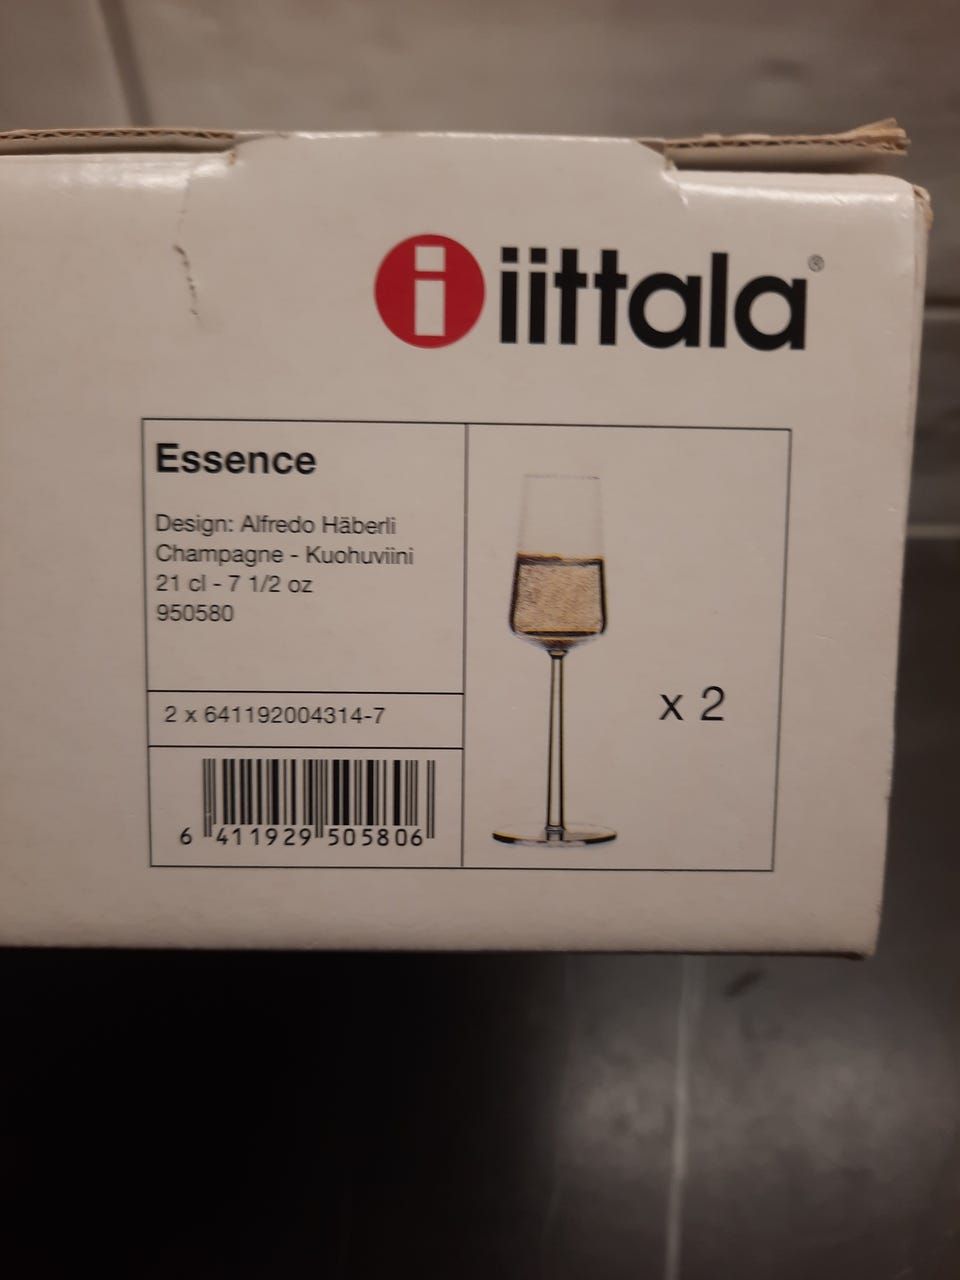 i iittala®
Essence
Design: Alfredo Häberli
Champagne - Kuohuviini
21 cl - 7 1/2 oz
950580
2 x 641192004314-7
x 2
6 411929 505806